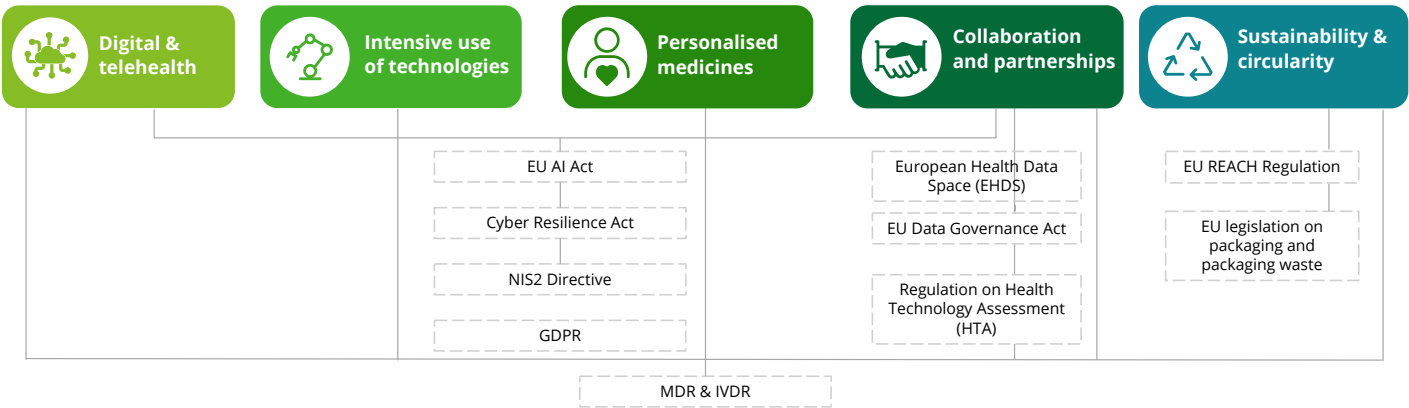 Digital &
telehealth
Intensive use
of technologies
Personalised
medicines
Collaboration
and partnerships
Sustainability &
circularity
EU AI Act
Cyber Resilience Act
NIS2 Directive
GDPR
European Health Data
Space (EHDS)
EU Data Governance Act
Regulation on Health
Technology Assessment
(HTA)
EU REACH Regulation
EU legislation on
packaging and
packaging waste
MDR & IVDR